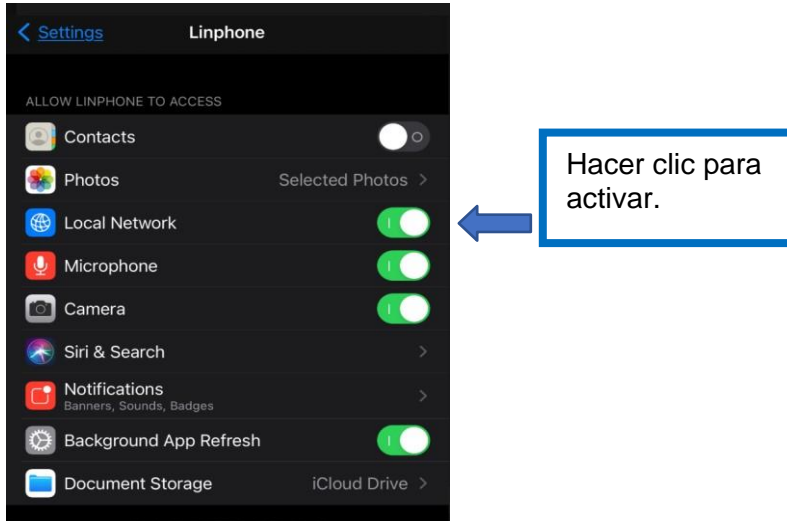 Settings
Linphone
ALLOW LINPHONE TO ACCESS
Contacts
Photos
Selected Photos
Local Network
Microphone
Camera
Siri & Search
Notifications
Banners, Sounds, Badges
Background App Refresh
Document Storage
iCloud Drive
Hacer clic para
activar.